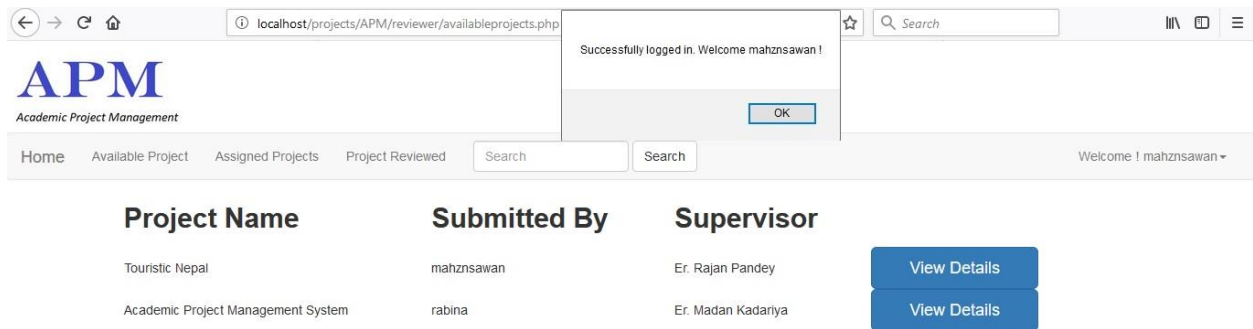 localhost/projects/APM/reviewer/availableprojects.php
Search
Successfully logged in. Welcome mahznsawan !
OK
APM
Academic Project Management
Home Available Project Assigned Projects Project Reviewed Search Search Welcome ! mahznsawan
Project Name Submitted By Supervisor
Touristic Nepal mahznsawan Er. Rajan Pandey View Details
Academic Project Management System rabina Er. Madan Kadariya View Details